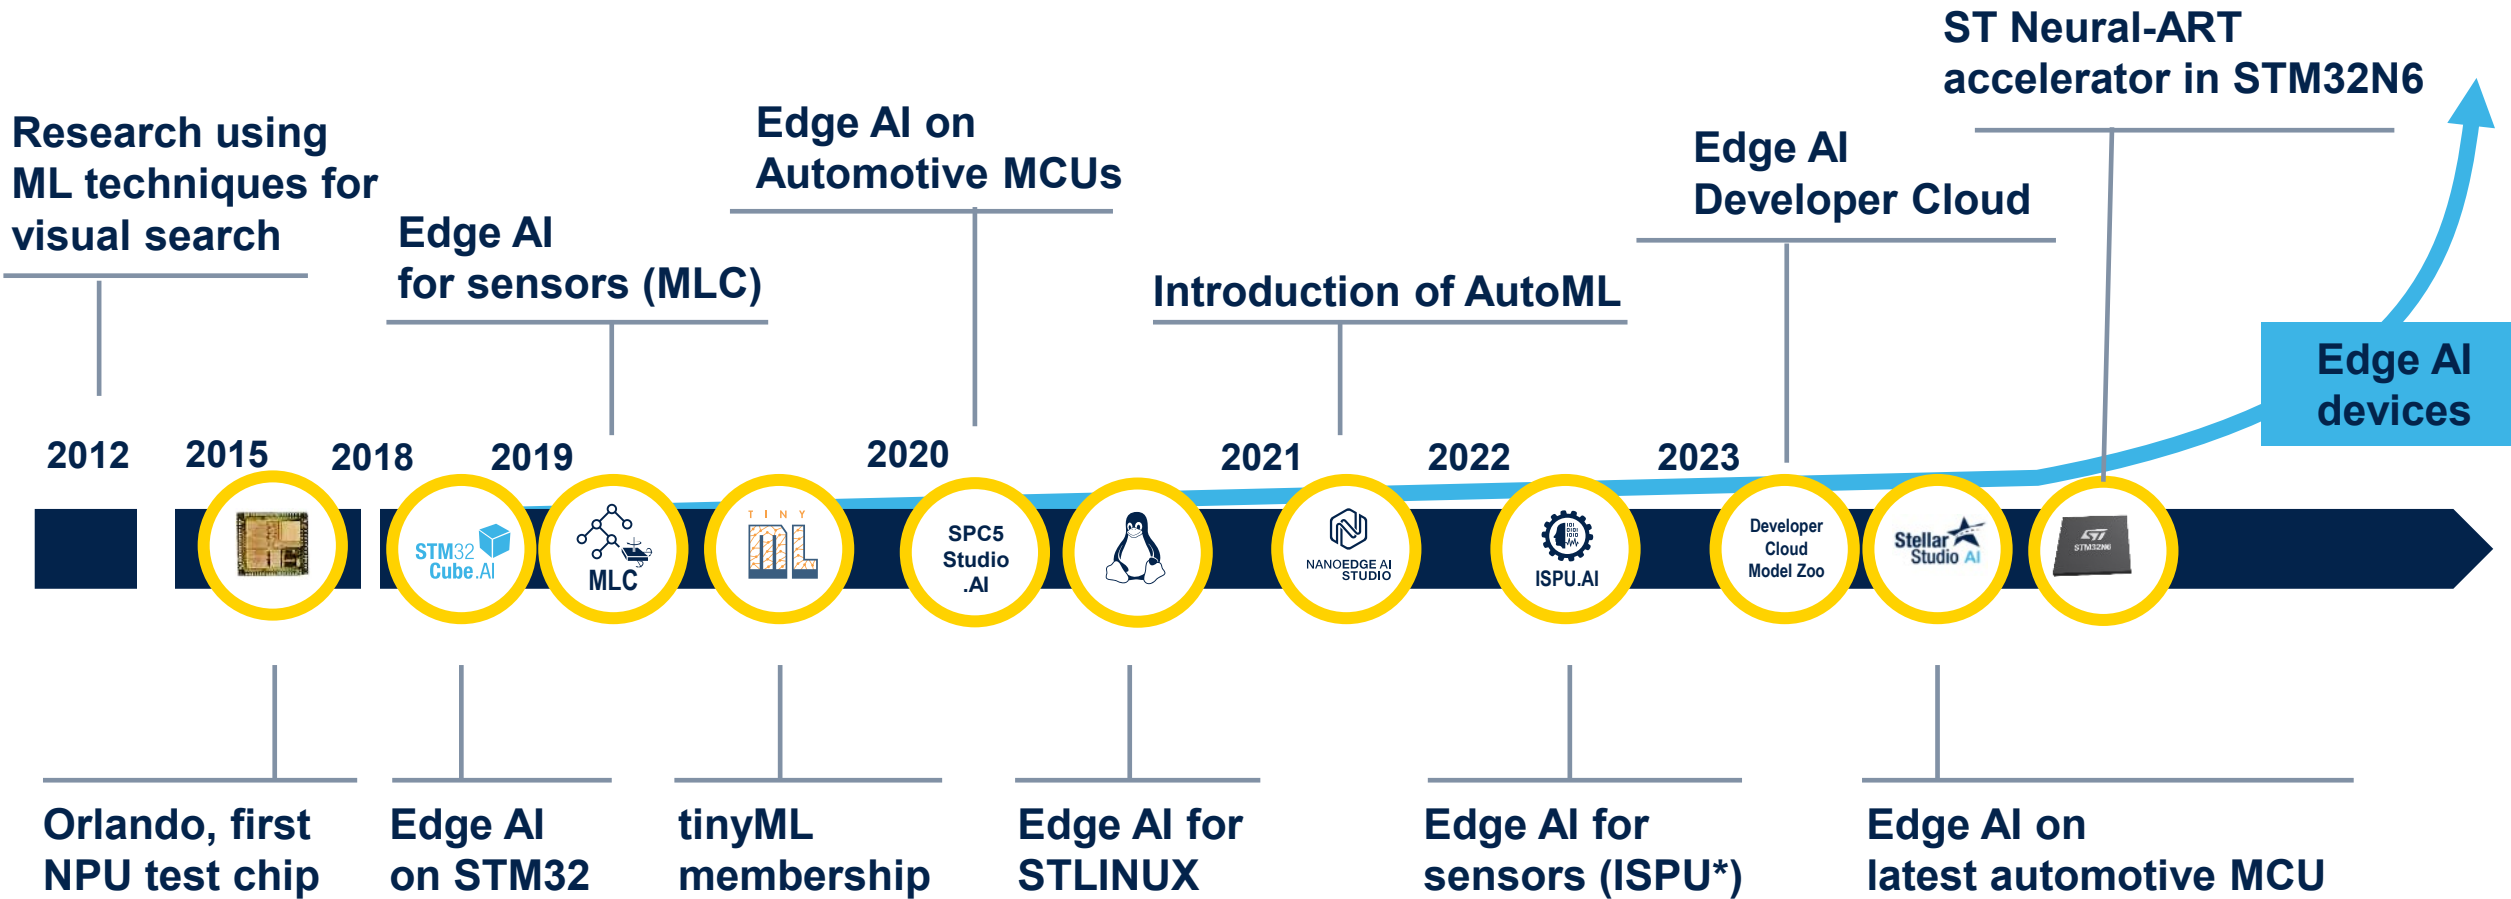 ST Neural-ART
accelerator in STM32N6
Research using
ML techniques for
visual search
Edge AI on
Automotive MCUs
Edge AI
Developer Cloud
Edge AI
for sensors (MLC)
Introduction of AutoML
Edge AI
devices
2012
2015
2018
2019
2020
2021
2022
2023
STM32
Cube.AI
MLC
TINY
ML
SPC5
Studio
.AI
NANOEDGE AI
STUDIO
ISPU.AI
Developer
Cloud
Model Zoo
Stellar
Studio AI
ST
STM32N6
Orlando, first
NPU test chip
Edge AI
on STM32
tinyML
membership
Edge AI for
STLINUX
Edge AI for
sensors (ISPU*)
Edge AI on
latest automotive MCU